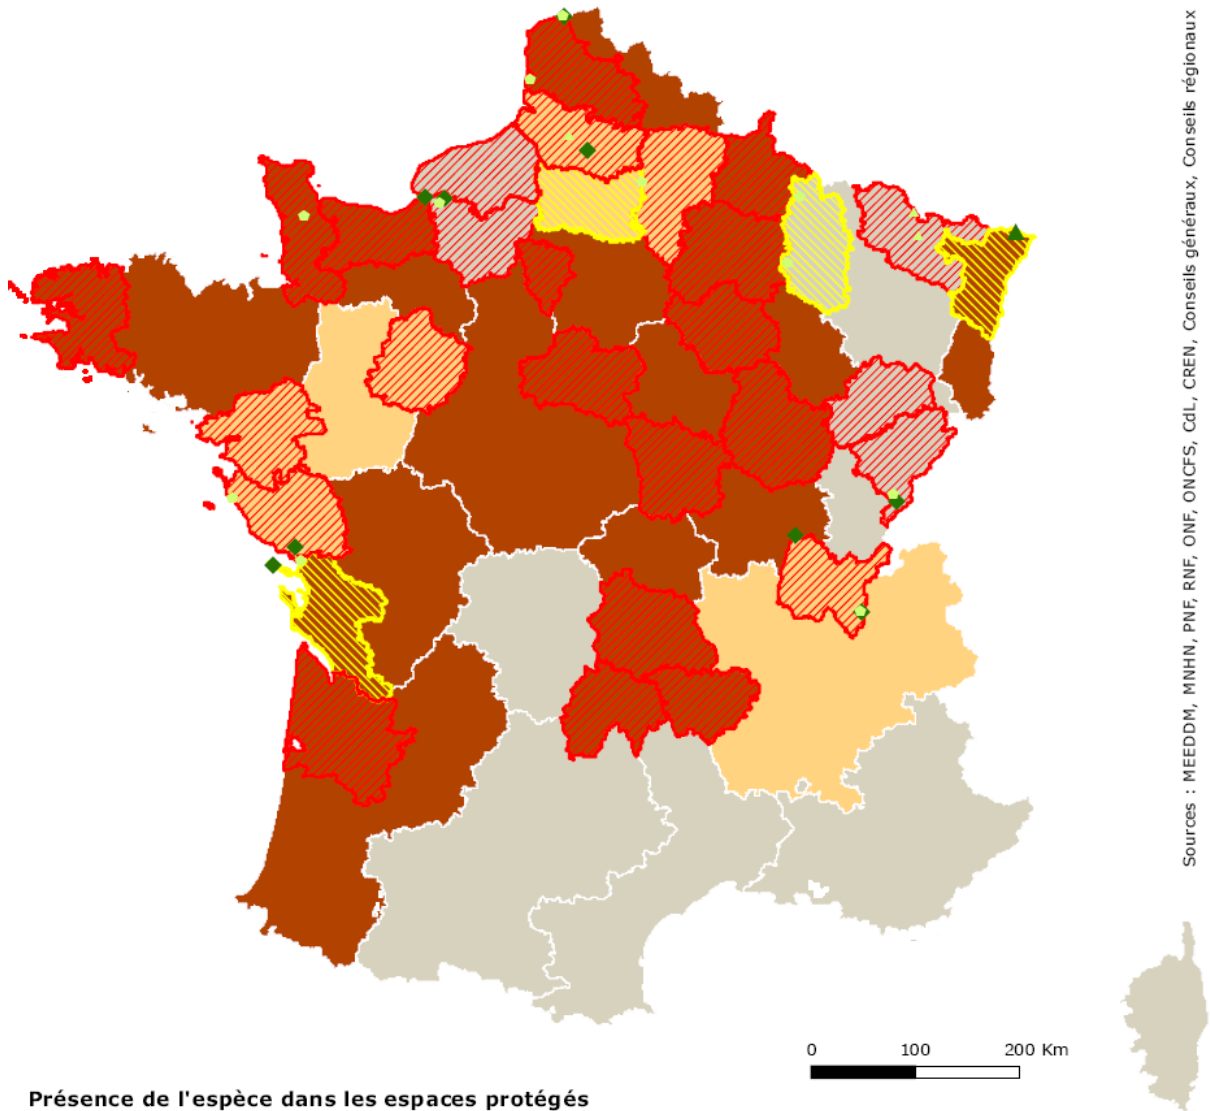 Sources : MEEDDM, MNHN, PNF, RNF, ONF, ONCFS, CdL, CREN, Conseils généraux, Conseils régionaux
0 100 200 Km
Présence de l'espèce dans les espaces protégés